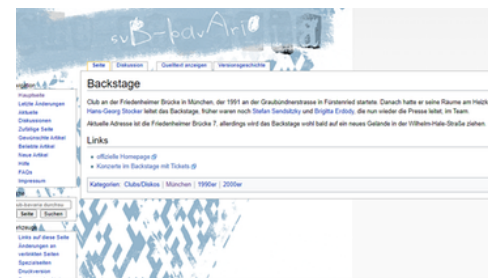 suB-bavAria
Seite Diskussion Quelltext anzeigen Versionsgeschichte
Backstage
Club an der Friedenheimer Brücke in München, der 1991 an der Graubündnerstrasse in Fürstenried startete. Danach hatte er seine Räume am
Hans-Georg Stocker leitet das Backstage, früher waren noch Stefan Sendsitzky und Brigitta Erdödy, die nun wieder die Presse leitet, im Team.
Aktuelle Adresse ist die Friedenheimer Brücke 7, allerdings wird das Backstage wohl bald auf ein neues Gelände in der Wilhelm-Hale-Straße ziehen.
Links
offizielle Homepage
Konzerte im Backstage mit Tickets
Kategorien: Clubs/Diskos | München | 1990er | 2000er
Hauptseite
Letzte Änderungen
Aktuelle
Diskussionen
Zufällige Seite
Gewünschte Artikel
Beliebte Artikel
Neue Artikel
Hilfe
FAQs
Impressum
Seite Suchen
Links auf diese Seite
Änderungen an
verlinkten Seiten
Spezialseiten
Druckversion